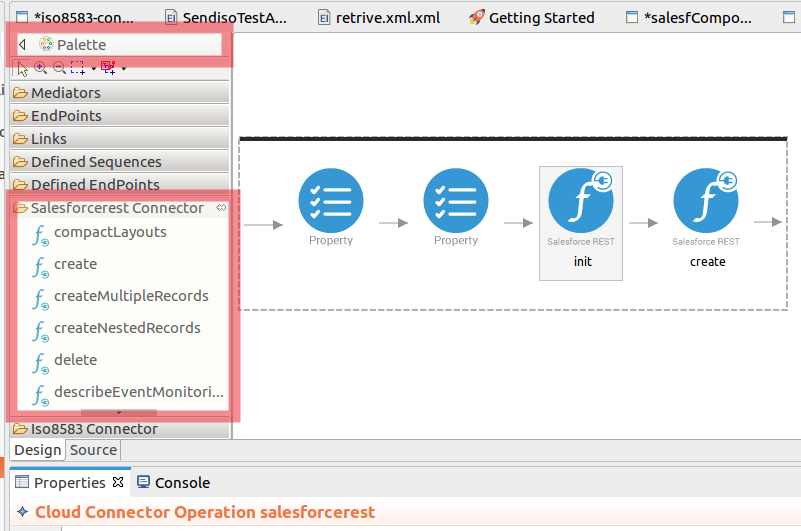 *iso8583-con...
SendisoTestA...
retrive.xml.xml
Getting Started
*salesfCompo...
Palette
Mediators
EndPoints
Links
Defined Sequences
Defined EndPoints
Salesforcerest Connector
compactLayouts
create
createMultipleRecords
createNestedRecords
delete
describeEventMonitori...
Iso8583 Connector
Property
Property
Salesforce REST
init
Salesforce REST
create
Design
Source
Properties
Console
Cloud Connector Operation salesforcerest